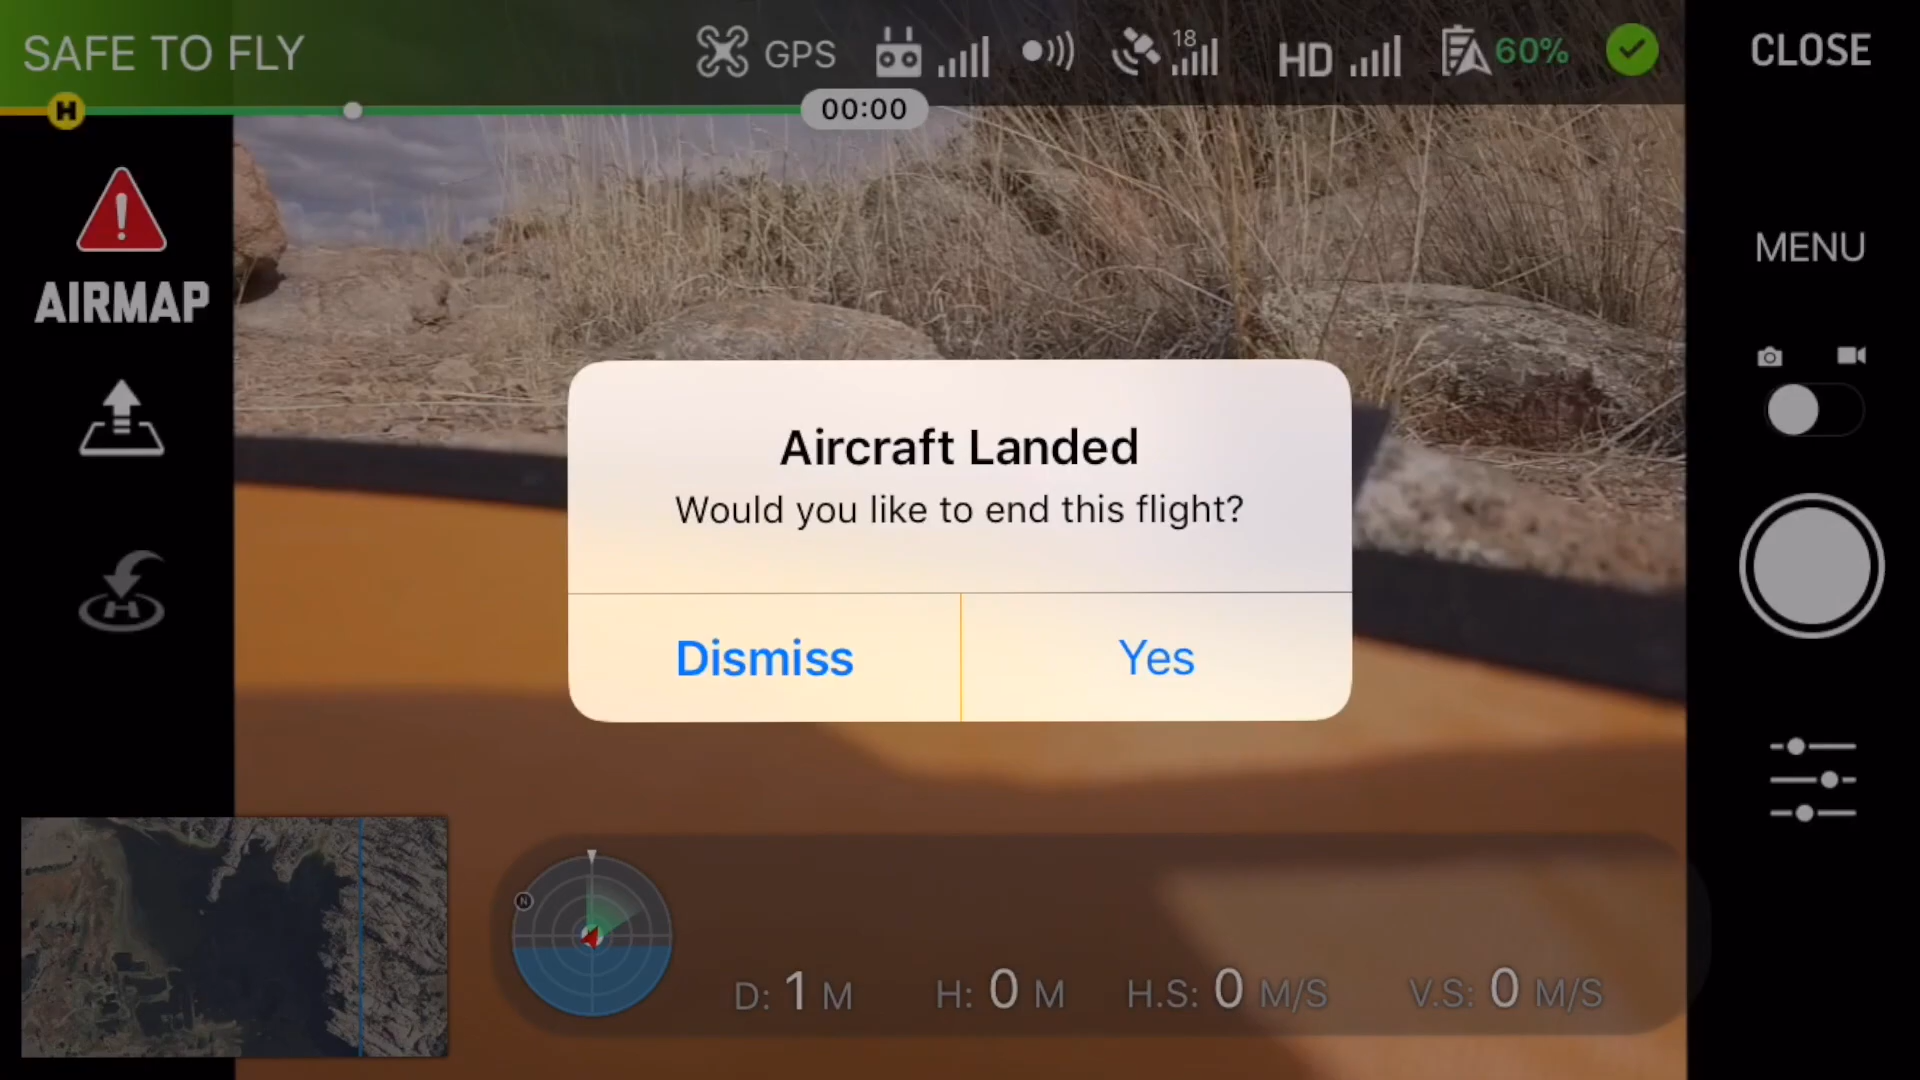 SAFE TO FLY
GPS
18
HD
60%
CLOSE
H
00:00
AIRMAP
MENU
Aircraft Landed
Would you like to end this flight?
Dismiss
Yes
H
N
D: 1 M
H: 0 M
H.S: 0 M/S
V.S: 0 M/S